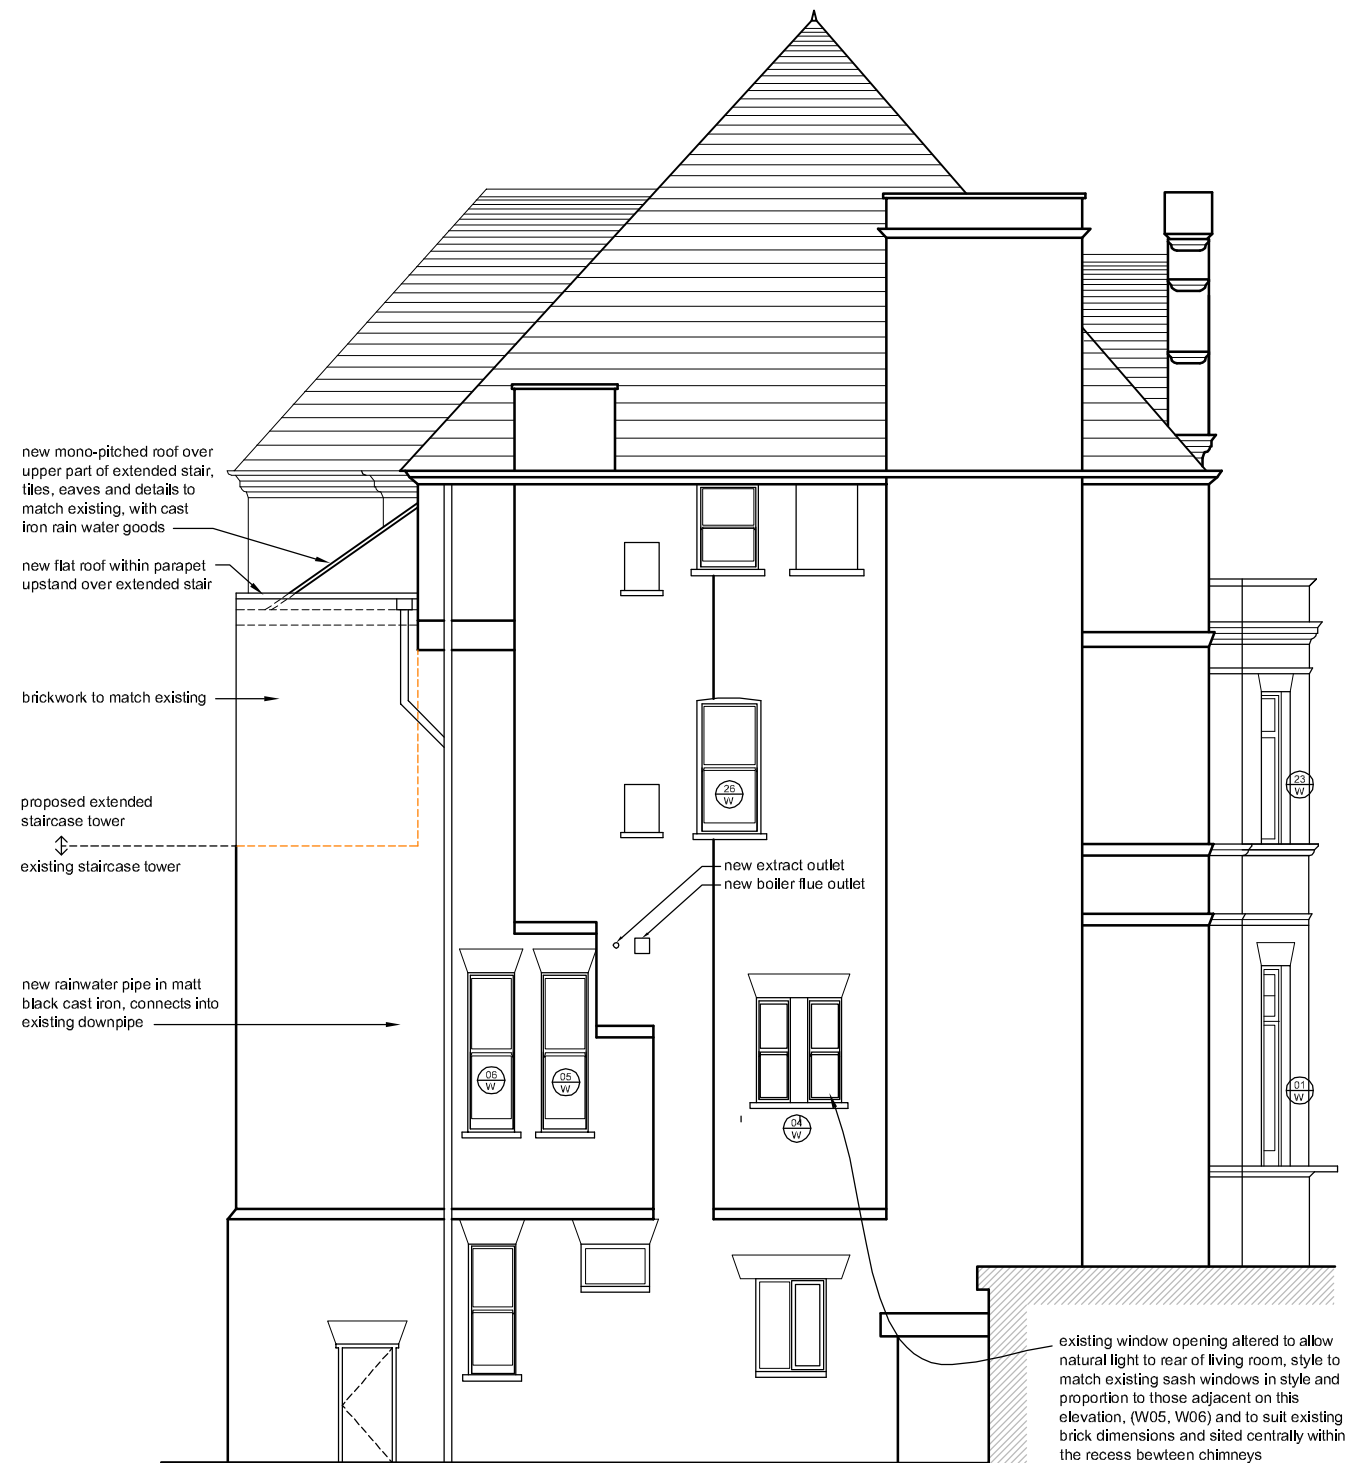 new mono-pitched roof over
upper part of extended stair,
tiles, eaves and details to
match existing, with cast
iron rain water goods
new flat roof within parapet
upstand over extended stair
brickwork to match existing
proposed extended
staircase tower
existing staircase tower
new rainwater pipe in matt
black cast iron, connects into
existing downpipe
26
W
23
W
new extract outlet
new boiler flue outlet
06
W
05
W
04
W
01
W
existing window opening altered to allow
natural light to rear of living room, style to
match existing sash windows in style and
proportion to those adjacent on this
elevation, (W05, W06) and to suit existing
brick dimensions and sited centrally within
the recess bewteen chimneys